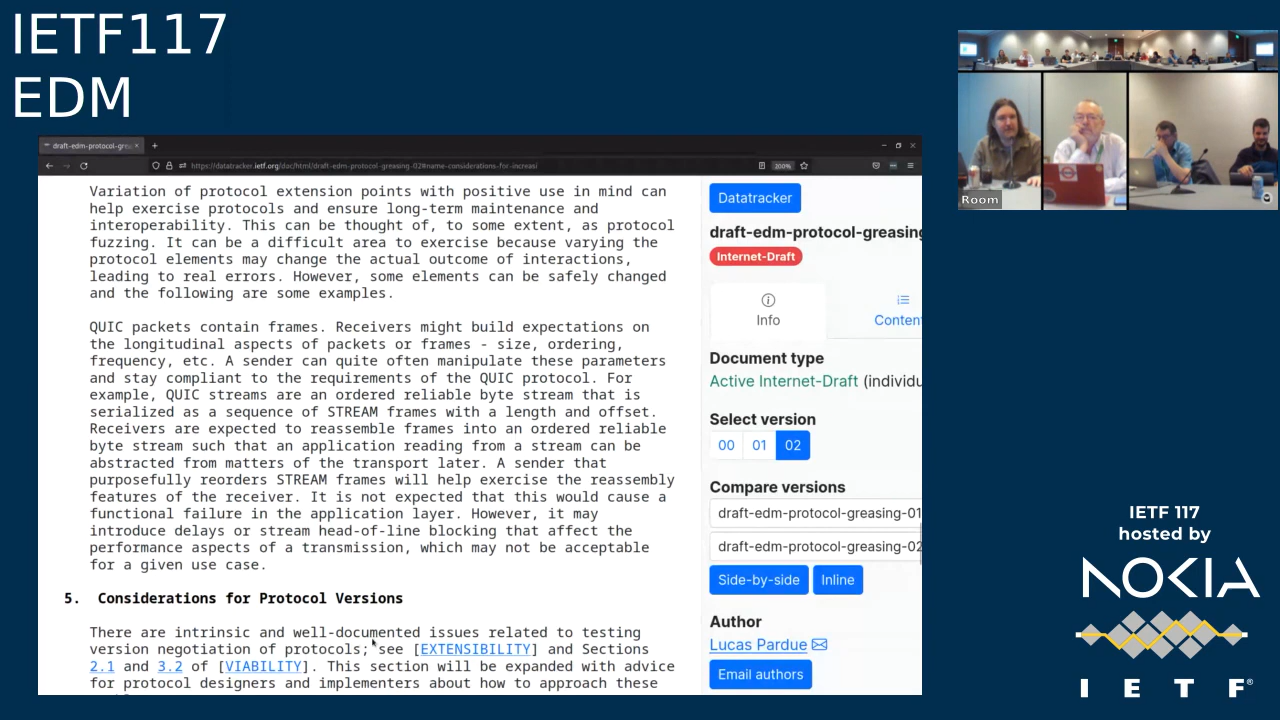 IETF117
EDM
draft-edm-protocol-grea
https://datatracker.ietf.org/doc/html/draft-edm-protocol-greasing-02#name-considerations-for-increasi
300%
Variation of protocol extension points with positive use in mind can
help exercise protocols and ensure long-term maintenance and
interoperability. This can be thought of, to some extent, as protocol
fuzzing. It can be a difficult area to exercise because varying the
protocol elements may change the actual outcome of interactions,
leading to real errors. However, some elements can be safely changed
and the following are some examples.
QUIC packets contain frames. Receivers might build expectations on
the longitudinal aspects of packets or frames - size, ordering,
frequency, etc. A sender can quite often manipulate these parameters
and stay compliant to the requirements of the QUIC protocol. For
example, QUIC streams are an ordered reliable byte stream that is
serialized as a sequence of STREAM frames with a length and offset.
Receivers are expected to reassemble frames into an ordered reliable
byte stream such that an application reading from a stream can be
abstracted from matters of the transport later. A sender that
purposefully reorders STREAM frames will help exercise the reassembly
features of the receiver. It is not expected that this would cause a
functional failure in the application layer. However, it may
introduce delays or stream head-of-line blocking that affect the
performance aspects of a transmission, which may not be acceptable
for a given use case.
5. Considerations for Protocol Versions
There are intrinsic and well-documented issues related to testing
version negotiation of protocols; see [EXTENSIBILITY] and Sections
2.1 and 3.2 of [VIABILITY]. This section will be expanded with advice
for protocol designers and implementers about how to approach these
Datatracker
draft-edm-protocol-greasing
Internet-Draft
Info
Conten
Document type
Active Internet-Draft (individu
Select version
00 01 02
Compare versions
draft-edm-protocol-greasing-01
draft-edm-protocol-greasing-02
Side-by-side Inline
Author
Lucas Pardue
Email authors
Room
IETF 117
hosted by
NOKIA
I E T F®